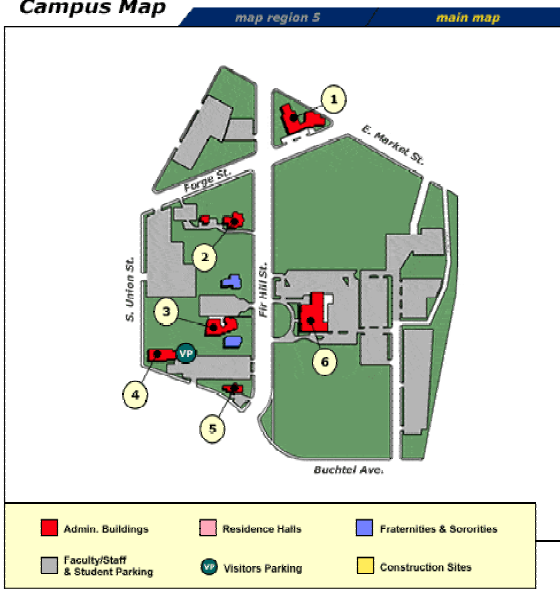 Campus Map
map region 5
main map
1
E. Market St.
Forge St.
2
S. Union St.
Fir Hill St.
3
VP
6
4
5
Buchtel Ave.
Admin. Buildings
Residence Halls
Fraternities & Sororities
Faculty/Staff
& Student Parking
VP
Visitors Parking
Construction Sites